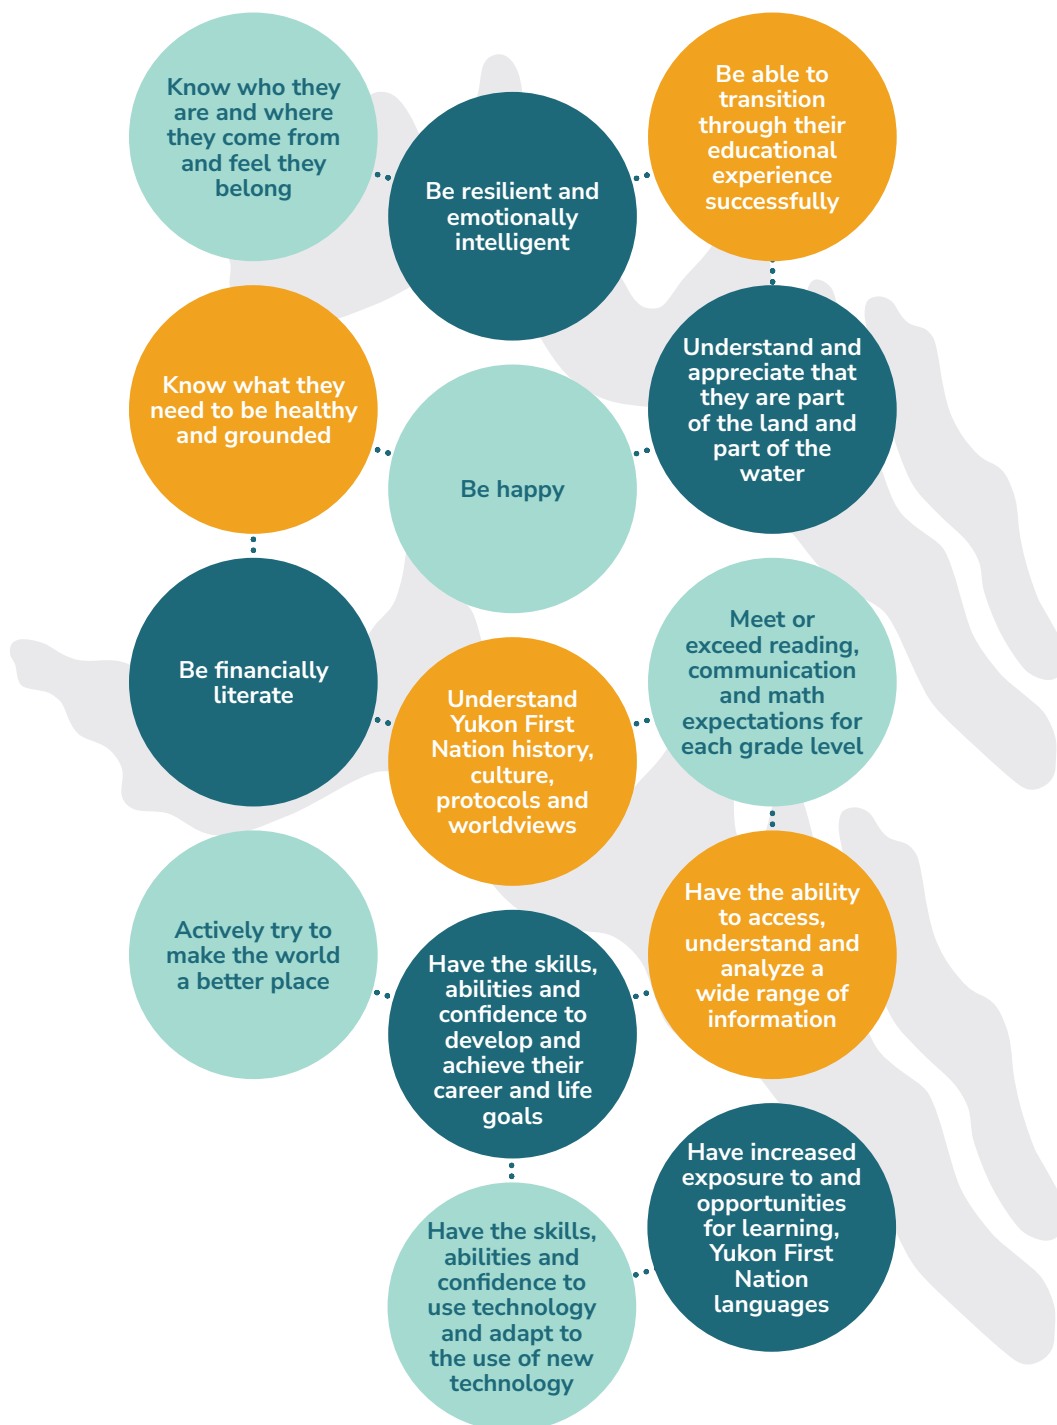 Know who they
are and where
they come from
and feel they
belong
Be resilient and
emotionally
intelligent
Be able to
transition
through their
educational
experience
successfully
Know what they
need to be healthy
and grounded
Be happy
Understand and
appreciate that
they are part
of the land and
part of the
water
Be financially
literate
Understand
Yukon First
Nation history,
culture,
protocols and
worldviews
Meet or
exceed reading,
communication
and math
expectations for
each grade level
Actively try to
make the world
a better place
Have the skills,
abilities and
confidence to
develop and
achieve their
career and life
goals
Have the ability
to access,
understand and
analyze a
wide range of
information
Have the skills,
abilities and
confidence to
use technology
and adapt to
the use of new
technology
Have increased
exposure to and
opportunities
for learning,
Yukon First
Nation
languages